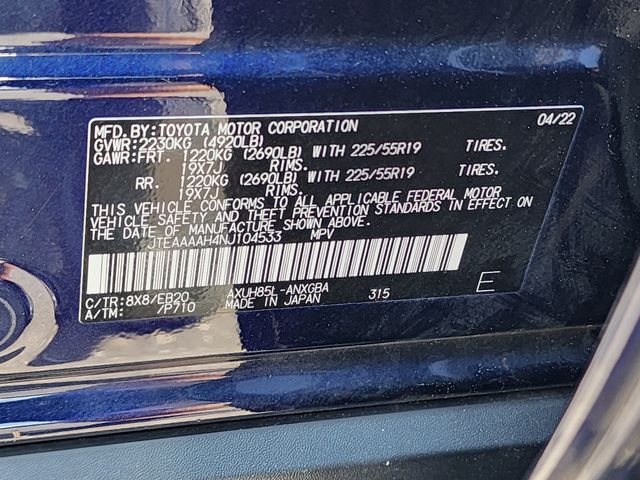 MFD.BY:TOYOTA MOTOR CORPORATION 04/22
GVWR:2230KG (4920LB)
GAWR:FRT. 1220KG (2690LB) WITH 225/55R19 TIRES.
19X7J RIMS.
RR. 1220KG (2690LB) WITH 225/55R19 TIRES.
19X7J RIMS.
THIS VEHICLE CONFORMS TO ALL APPLICABLE FEDERAL MOTOR
VEHICLE SAFETY AND THEFT PREVENTION STANDARDS IN EFFECT ON
THE DATE OF MANUFACTURE SHOWN ABOVE.
JTEAAAAH4NJ104533 MPV
C/TR:8X8/EB20 AXUH85L-ANXGBA
A/TM: /P710 MADE IN JAPAN 315 E